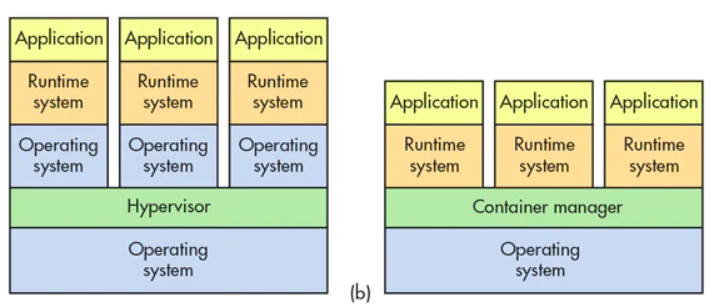 Application Application Application
Runtime Runtime Runtime
system system system
Operating Operating Operating
system system system
Hypervisor
Operating
system
(b)
Application Application Application
Runtime Runtime Runtime
system system system
Container manager
Operating
system